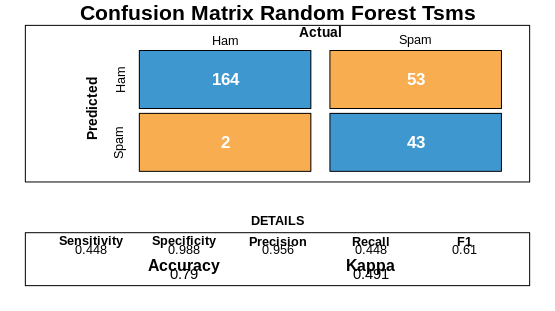 Confusion Matrix Random Forest Tsms
Actual
Ham Spam
Predicted
Ham 164 53
Spam 2 43
DETAILS
Sensitivity Specificity Precision Recall F1
0.448 0.988 0.956 0.448 0.61
Accuracy Kappa
0.79 0.491